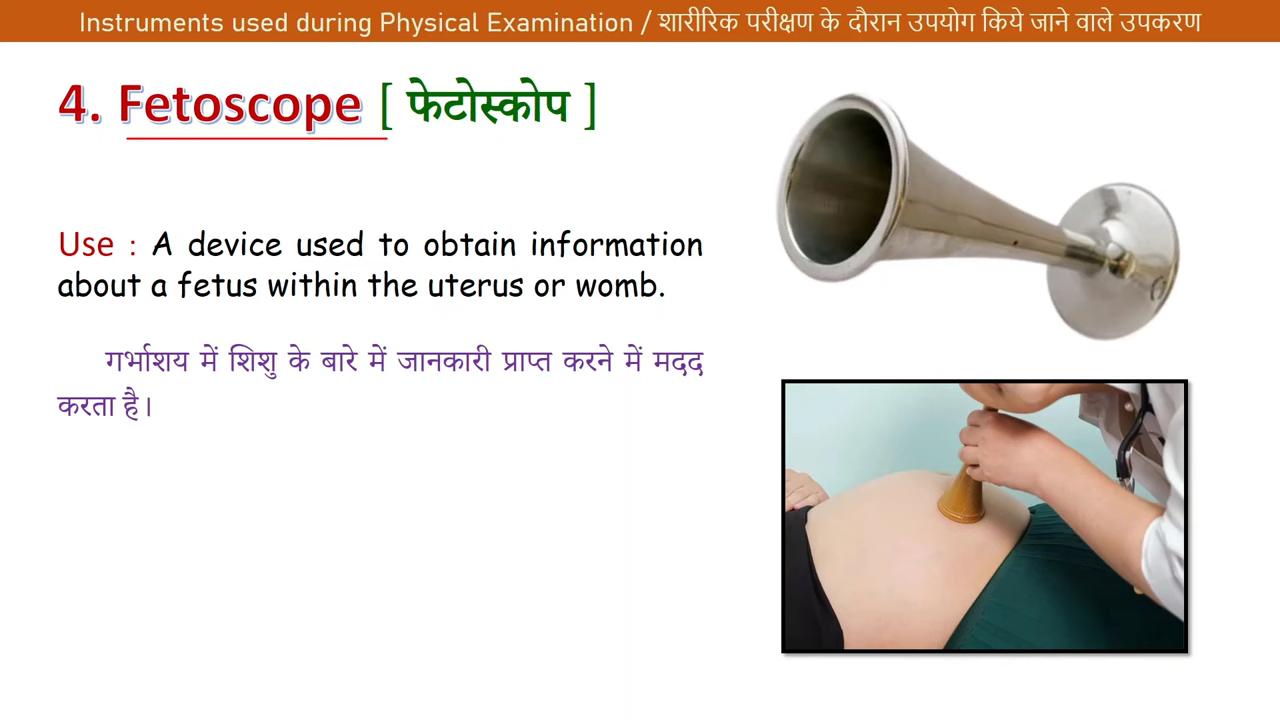 Instruments used during Physical Examination / शारीरिक परीक्षण के दौरान उपयोग किये जाने वाले उपकरण
4. Fetoscope [ फेटोस्कोप ]
Use : A device used to obtain information
about a fetus within the uterus or womb.
गर्भाशय में शिशु के बारे में जानकारी प्राप्त करने में मदद
करता है।